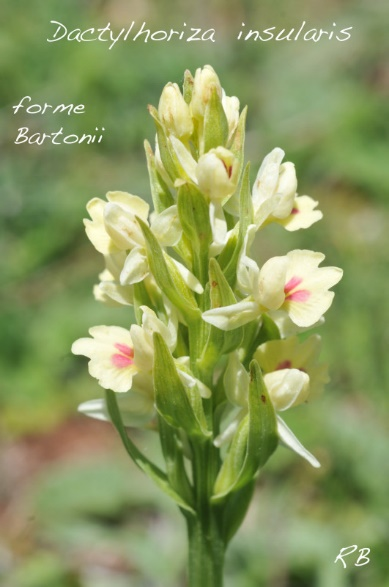 Dactylhoriza insularis
forme
Bartonii
RB